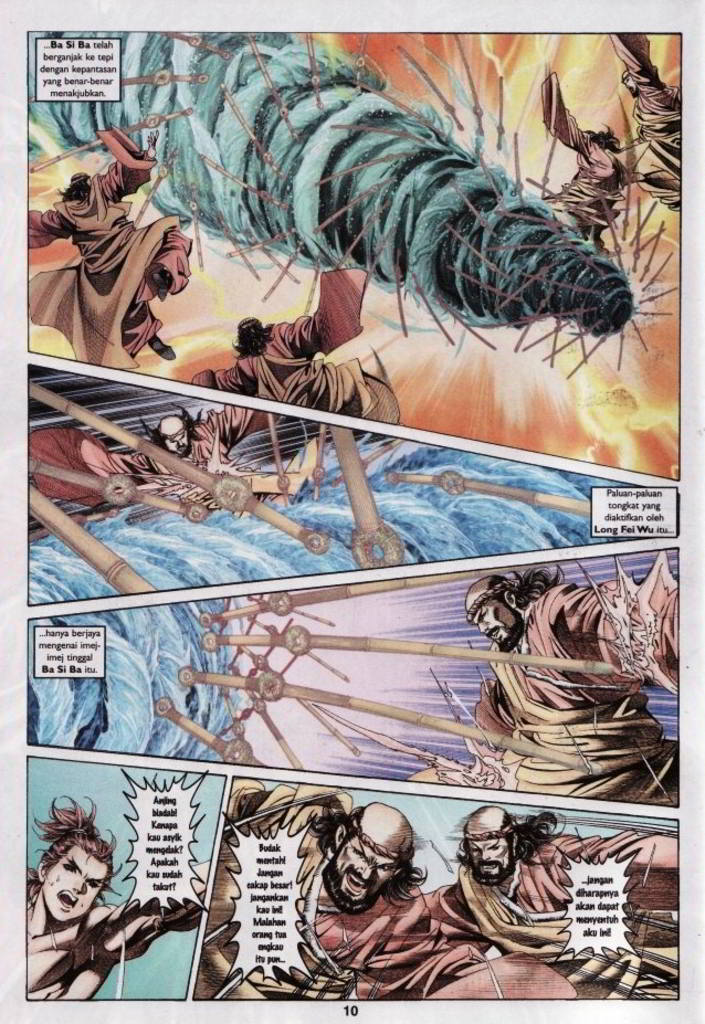 ...Ba Si Ba telah
berganjak ke tepi
dengan kepantasan
yang benar-benar
menakjubkan.
Paluan-paluan
tongkat yang
diaktifkan oleh
Long Fei Wu itu...
...hanya berjaya
mengenai imej-
imej tinggal
Ba Si Ba itu.
Anjing
biadab!
Kenapa
kau asyik
mengelak?
Apakah
kau sudah
takut?
Budak
mentah!
Jangan
cakap besar!
jangankan
kau ini!
Malahan
orang tua
engkau
itu pun...
...jangan
diharapnya
akan dapat
menyentuh
aku ini!
10